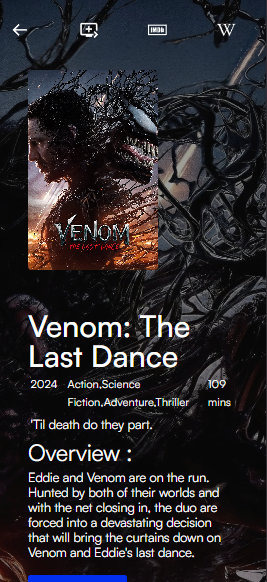 IMDb
W
VENOM
THE LAST DANCE
Venom: The
Last Dance
2024 Action,Science 109
Fiction,Adventure,Thriller mins
'Til death do they part.
Overview :
Eddie and Venom are on the run.
Hunted by both of their worlds and
with the net closing in, the duo are
forced into a devastating decision
that will bring the curtains down on
Venom and Eddie's last dance.